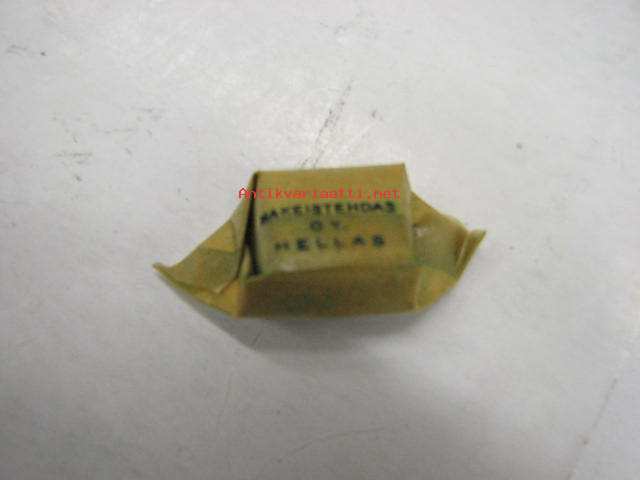 Antikvariaatti.net
MAKEISTEHDAS
OY.
HELLAS